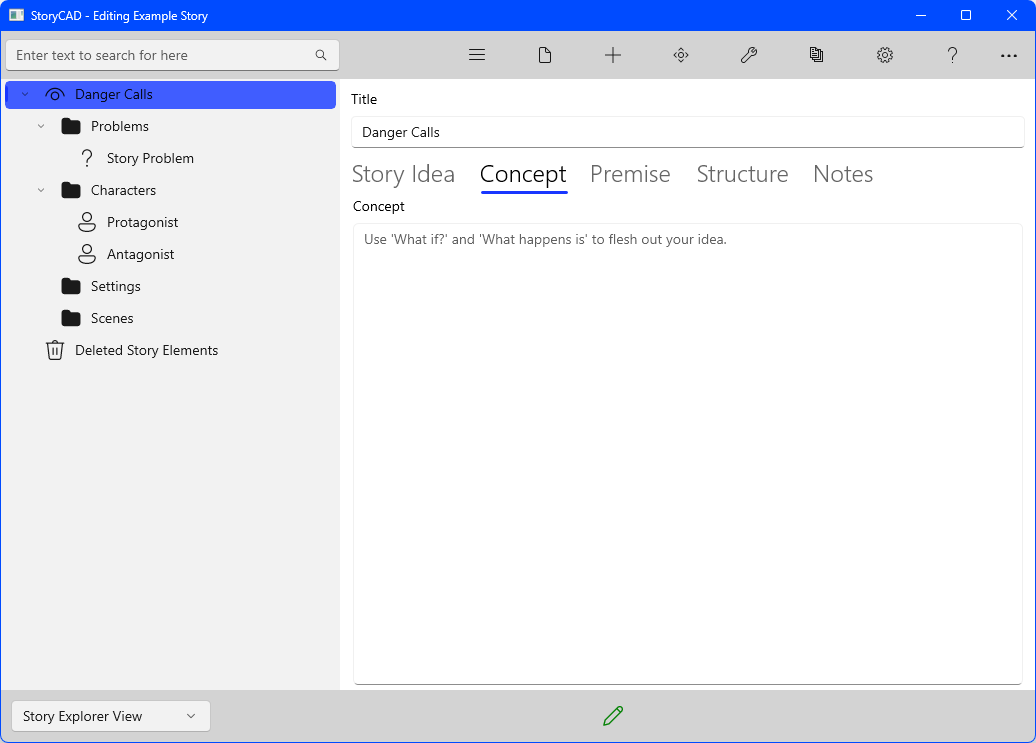 StoryCAD - Editing Example Story
Enter text to search for here
Danger Calls
Problems
Story Problem
Characters
Protagonist
Antagonist
Settings
Scenes
Deleted Story Elements
Title
Danger Calls
Story Idea Concept Premise Structure Notes
Concept
Use 'What if?' and 'What happens is' to flesh out your idea.
Story Explorer View